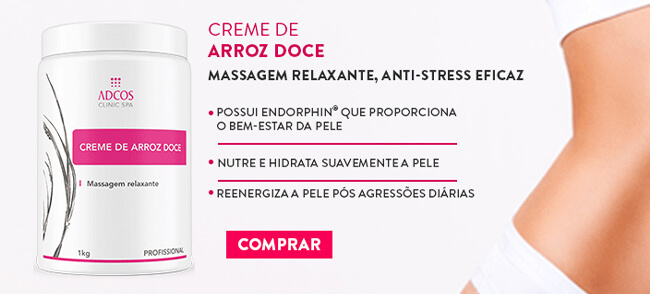 ADCOS
CLINIC SPA
CREME DE ARROZ DOCE
Massagem relaxante
1kg
PROFISSIONAL
CREME DE
ARROZ DOCE
MASSAGEM RELAXANTE, ANTI-STRESS EFICAZ
• POSSUI ENDORPHIN® QUE PROPORCIONA
O BEM-ESTAR DA PELE
• NUTRE E HIDRATA SUAVEMENTE A PELE
• REENERGIZA A PELE PÓS AGRESSÕES DIÁRIAS
COMPRAR